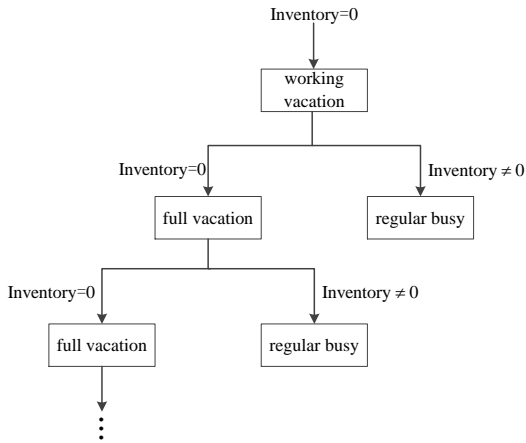 Inventory=0
working
vacation
Inventory=0
Inventory ≠ 0
full vacation
regular busy
Inventory=0
Inventory ≠ 0
full vacation
regular busy